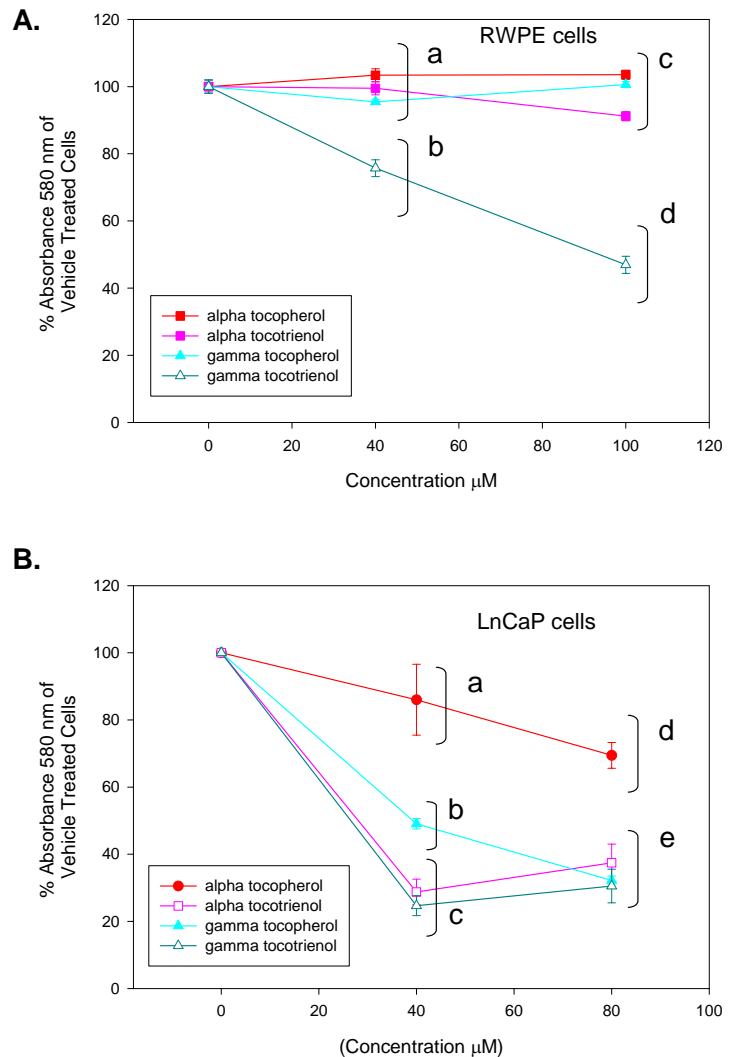 A.
RWPE cells
120
100
80
60
40
20
0
% Absorbance 580 nm of
Vehicle Treated Cells
a
c
b
d
alpha tocopherol
alpha tocotrienol
gamma tocopherol
gamma tocotrienol
0 20 40 60 80 100 120
Concentration μM
B.
LnCaP cells
120
100
80
60
40
20
0
% Absorbance 580 nm of
Vehicle Treated Cells
a
d
b
e
c
alpha tocopherol
alpha tocotrienol
gamma tocopherol
gamma tocotrienol
0 20 40 60 80 100
(Concentration μM)